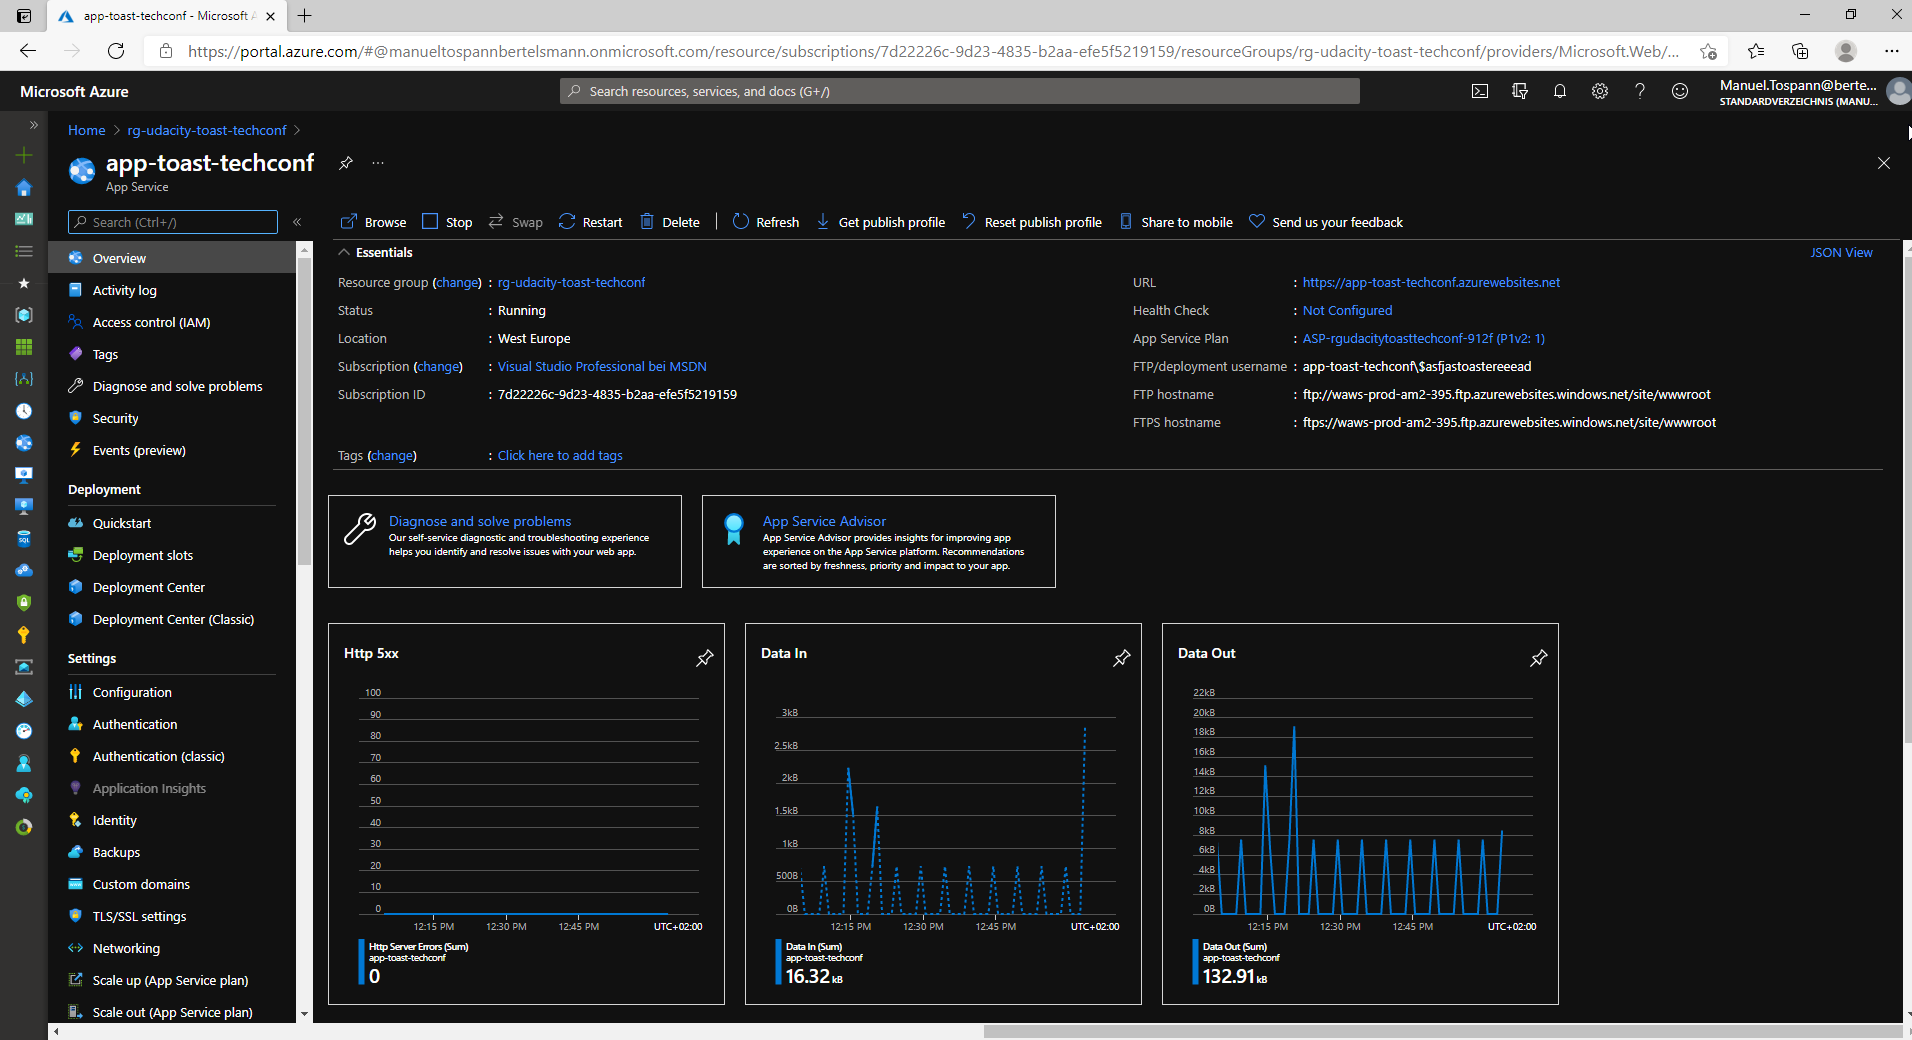 app-toast-techconf - Microsoft A
https://portal.azure.com/#@manueltospannbertelsmann.onmicrosoft.com/resource/subscriptions/7d22226c-9d23-4835-b2aa-efe5f5219159/resourceGroups/rg-udacity-toast-techconf/providers/Microsoft.Web/...
Microsoft Azure
Search resources, services, and docs (G+/)
Manuel.Tospann@berte...
STANDARDVERZEICHNIS (MANU...
Home > rg-udacity-toast-techconf >
app-toast-techconf
App Service
Search (Ctrl+/)
Browse Stop Swap Restart Delete Refresh Get publish profile Reset publish profile Share to mobile Send us your feedback
Overview
Activity log
Access control (IAM)
Tags
Diagnose and solve problems
Security
Events (preview)
Deployment
Quickstart
Deployment slots
Deployment Center
Deployment Center (Classic)
Settings
Configuration
Authentication
Authentication (classic)
Application Insights
Identity
Backups
Custom domains
TLS/SSL settings
Networking
Scale up (App Service plan)
Scale out (App Service plan)
SQL
Essentials
JSON View
Resource group (change) : rg-udacity-toast-techconf
Status : Running
Location : West Europe
Subscription (change) : Visual Studio Professional bei MSDN
Subscription ID : 7d22226c-9d23-4835-b2aa-efe5f5219159
Tags (change) : Click here to add tags
URL : https://app-toast-techconf.azurewebsites.net
Health Check : Not Configured
App Service Plan : ASP-rgudacitytoasttechconf-912f (P1v2: 1)
FTP/deployment username : app-toast-techconf\$asfjastoastereeead
FTP hostname : ftp://waws-prod-am2-395.ftp.azurewebsites.windows.net/site/wwwroot
FTPS hostname : ftps://waws-prod-am2-395.ftp.azurewebsites.windows.net/site/wwwroot
Diagnose and solve problems
Our self-service diagnostic and troubleshooting experience
helps you identify and resolve issues with your web app.
App Service Advisor
App Service Advisor provides insights for improving app
experience on the App Service platform. Recommendations
are sorted by freshness, priority and impact to your app.
Http 5xx
100
90
80
70
60
50
40
30
20
10
0
12:15 PM 12:30 PM 12:45 PM UTC+02:00
Http Server Errors (Sum)
app-toast-techconf
0
Data In
3kB
2.5kB
2kB
1.5kB
1kB
500B
0B
12:15 PM 12:30 PM 12:45 PM UTC+02:00
Data In (Sum)
app-toast-techconf
16.32 kB
Data Out
22kB
20kB
18kB
16kB
14kB
12kB
10kB
8kB
6kB
4kB
2kB
0B
12:15 PM 12:30 PM 12:45 PM UTC+02:00
Data Out (Sum)
app-toast-techconf
132.91 kB